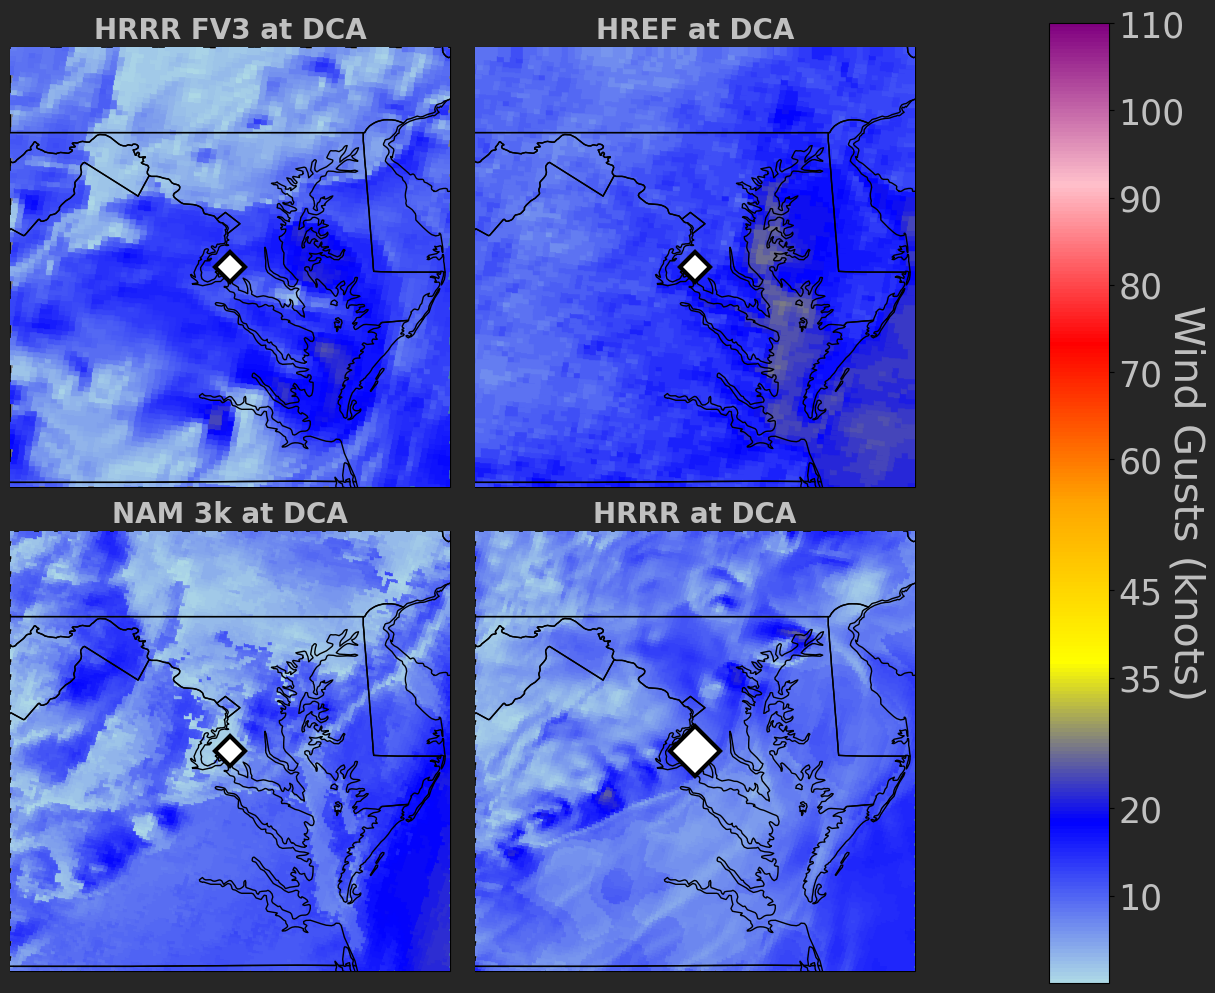 HRRR FV3 at DCA
HREF at DCA
NAM 3k at DCA
HRRR at DCA
110
100
90
80
70
60
45
35
20
10
Wind Gusts (knots)